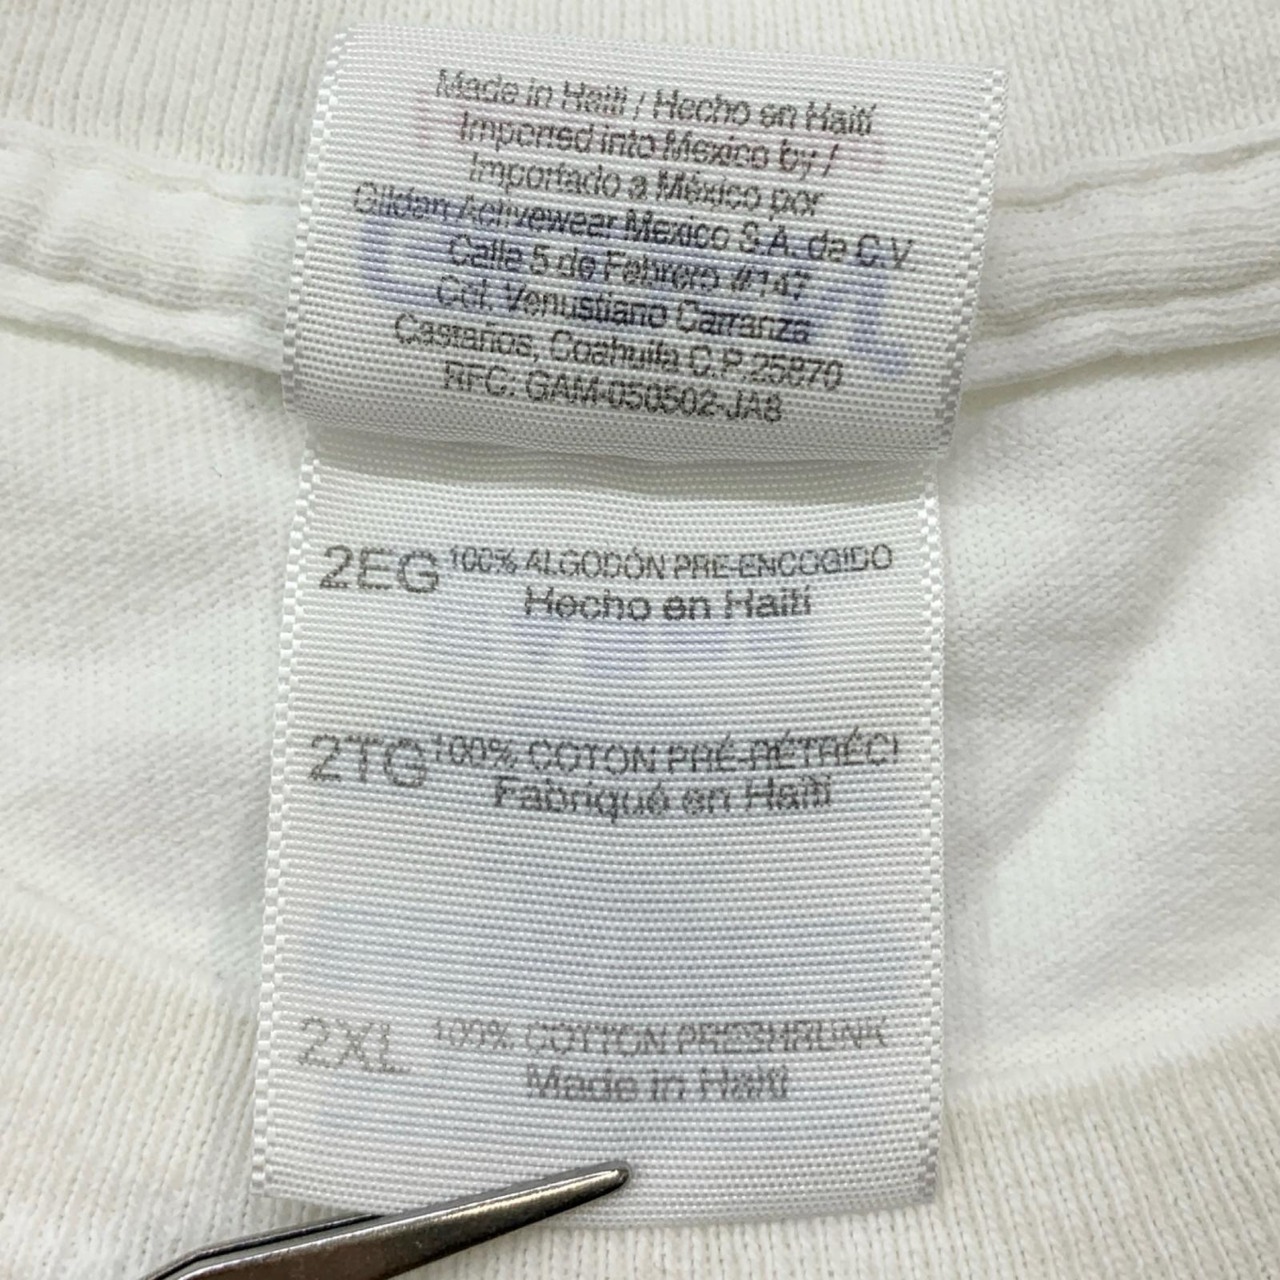 Made in Haiti / Hecho en Haití
Imported into Mexico by /
Importado a México por
Gildan Activewear Mexico S.A. de C.V.
Calle 5 de Febrero #147
Col. Venustiano Carranza
Castaños, Coahuila C.P. 25870
RFC: GAM-050502-JA8
2EG 100% ALGODÓN PRE-ENCOGIDO
Hecho en Haití
2TG 100% COTON PRÉ-RÉTRÉCI
Fabriqué en Haïti
2XL 100% COTTON PRESHRUNK
Made in Haiti